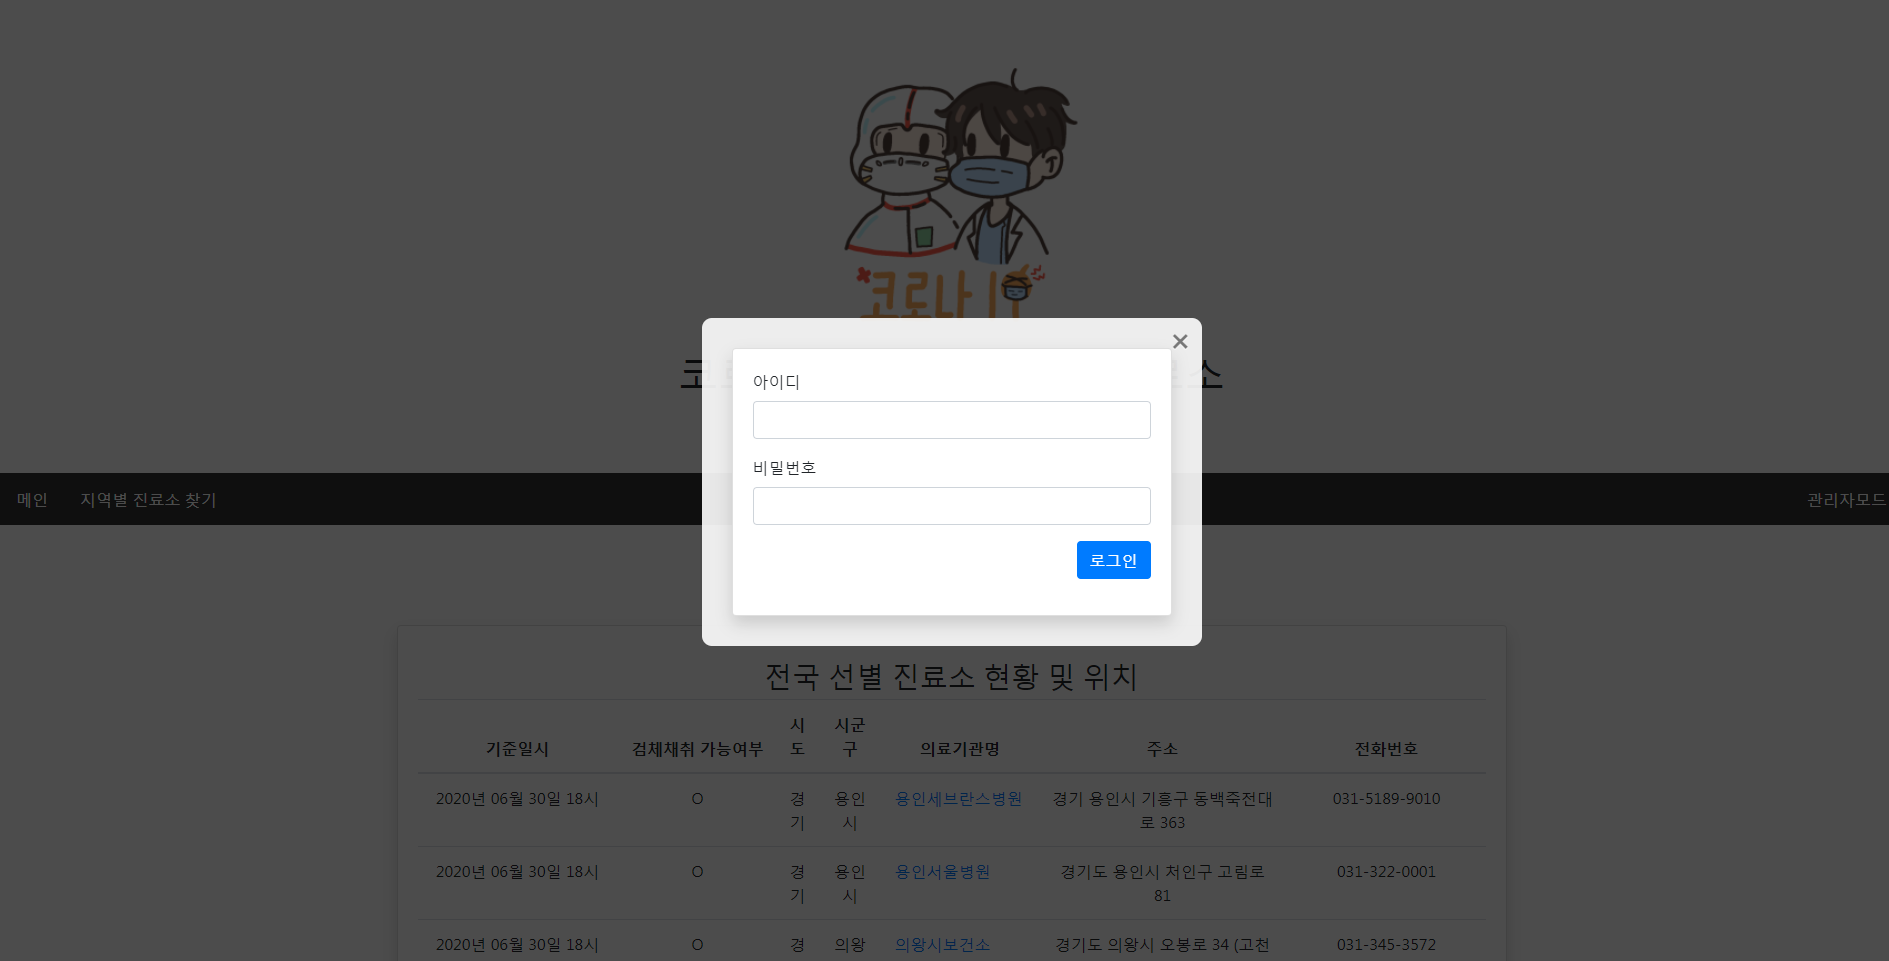 아이디
비밀번호
로그인
메인 지역별 진료소 찾기 관리자모드
전국 선별 진료소 현황 및 위치
기준일시 검체채취 가능여부 시도 시군구 의료기관명 주소 전화번호
2020년 06월 30일 18시 O 경기 용인시 용인세브란스병원 경기 용인시 기흥구 동백죽전대로 363 031-5189-9010
2020년 06월 30일 18시 O 경기 용인시 용인서울병원 경기도 용인시 처인구 고림로 81 031-322-0001
2020년 06월 30일 18시 O 경 의왕 의왕시보건소 경기도 의왕시 오봉로 34 (고천 031-345-3572